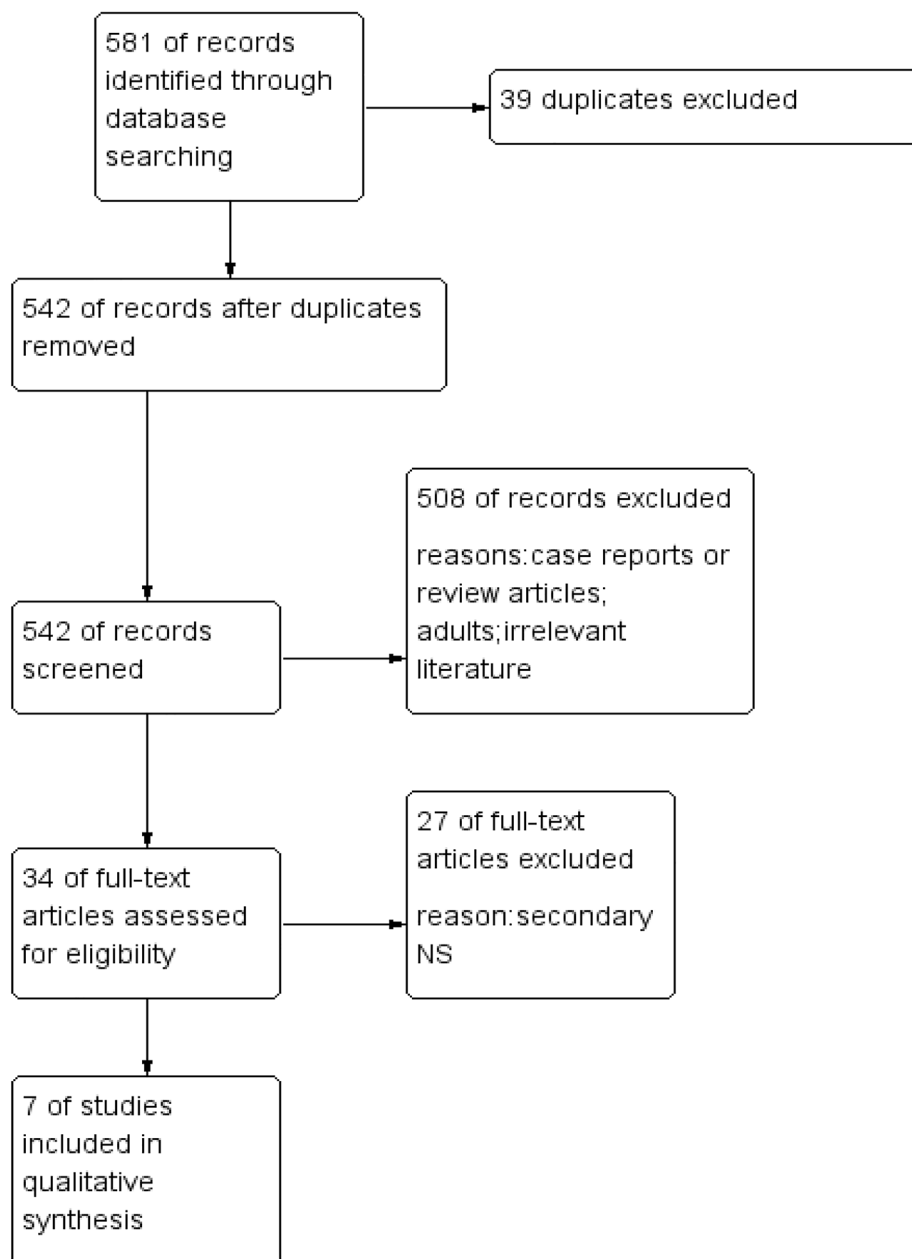 581 of records
identified through
database
searching
39 duplicates excluded
542 of records after duplicates
removed
508 of records excluded
reasons:case reports or
review articles;
adults;irrelevant
literature
542 of records
screened
27 of full-text
articles excluded
reason:secondary
NS
34 of full-text
articles assessed
for eligibility
7 of studies
included in
qualitative
synthesis